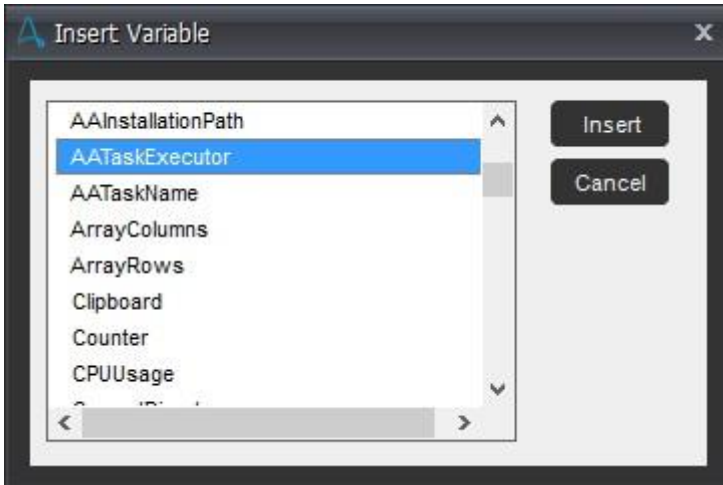 Insert Variable
x
AAInstallationPath
AATaskExecutor
AATaskName
ArrayColumns
ArrayRows
Clipboard
Counter
CPUUsage
Insert
Cancel